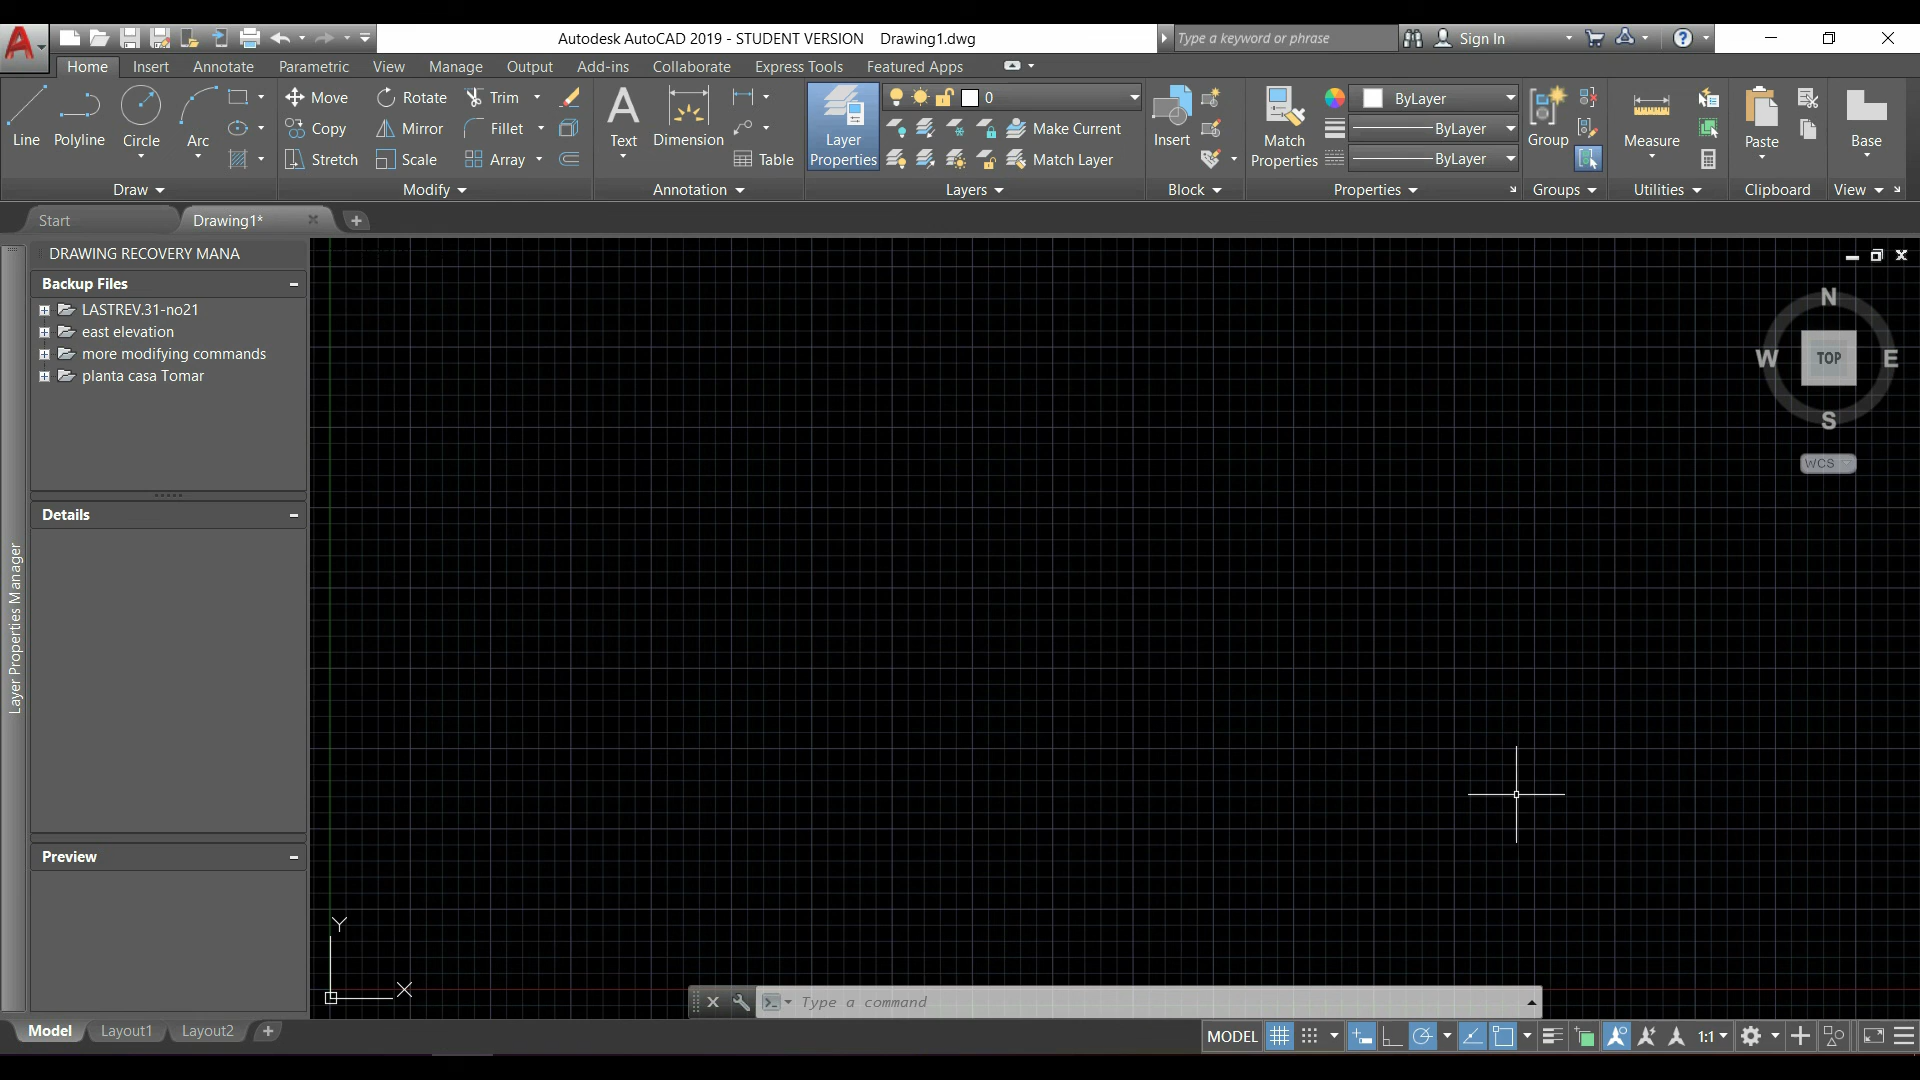 Autodesk AutoCAD 2019 - STUDENT VERSION Drawing1.dwg
Type a keyword or phrase
Sign In
Home Insert Annotate Parametric View Manage Output Add-ins Collaborate Express Tools Featured Apps
Line Polyline Circle Arc
Move Rotate Trim
Copy Mirror Fillet
Stretch Scale Array
Text Dimension Table
Layer Properties
0
Make Current
Match Layer
Insert
Match Properties
ByLayer
ByLayer
ByLayer
Group
Measure
Paste
Base
Draw Modify Annotation Layers Block Properties Groups Utilities Clipboard View
Start Drawing1*
DRAWING RECOVERY MANA
Backup Files
LASTREV.31-no21
east elevation
more modifying commands
planta casa Tomar
Details
Layer Properties Manager
Preview
N
W TOP E
S
WCS
Y
X
Type a command
Model Layout1 Layout2
MODEL 1:1